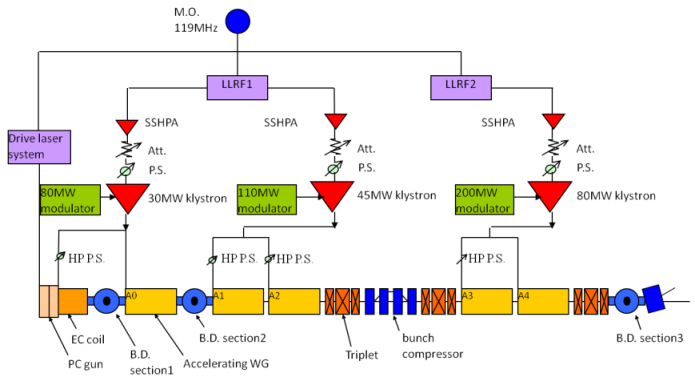 M.O.
119MHz
LLRF1
LLRF2
SSHPA
SSHPA
SSHPA
Drive laser
system
Att.
Att.
Att.
P.S.
P.S.
P.S.
80MW
modulator
30MW klystron
110MW
modulator
45MW klystron
200MW
modulator
80MW klystron
HP P.S.
HP P.S.
HP P.S.
HP P.S.
A0
A1
A2
A3
A4
EC coil
PC gun
B.D.
section1
Accelerating WG
B.D. section2
Triplet
bunch
compressor
B.D. section3